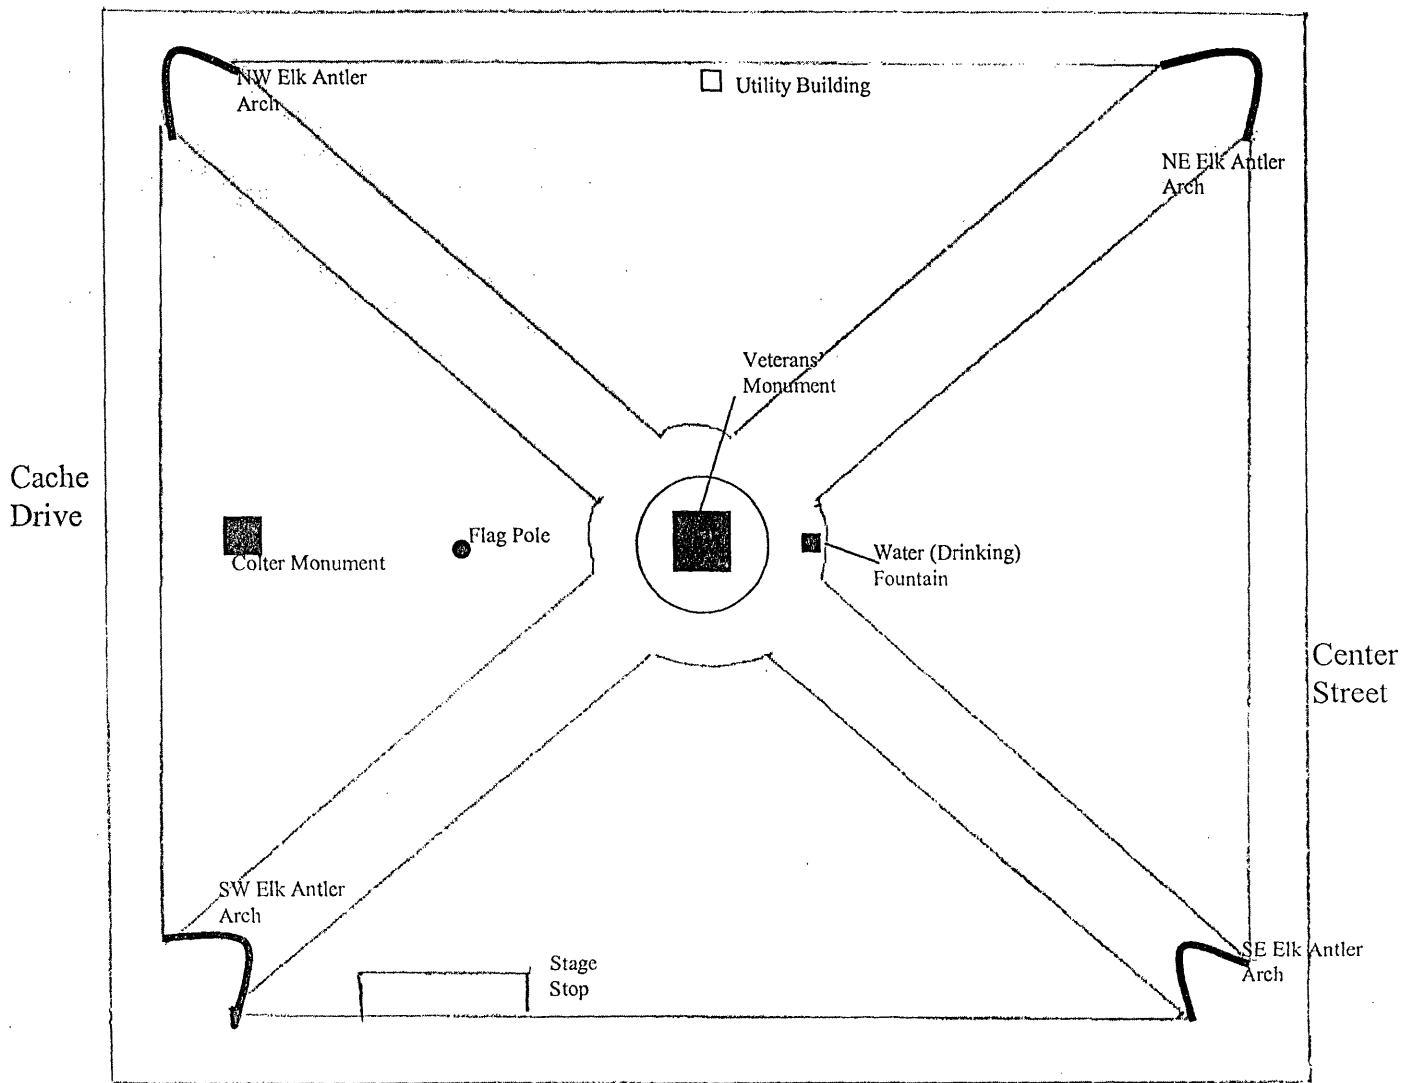 NW Elk Antler
Arch
Utility Building
NE Elk Antler
Arch
Veterans'
Monument
Cache
Drive
Flag Pole
Colter Monument
Water (Drinking)
Fountain
Center
Street
SW Elk Antler
Arch
Stage
Stop
SE Elk Antler
Arch